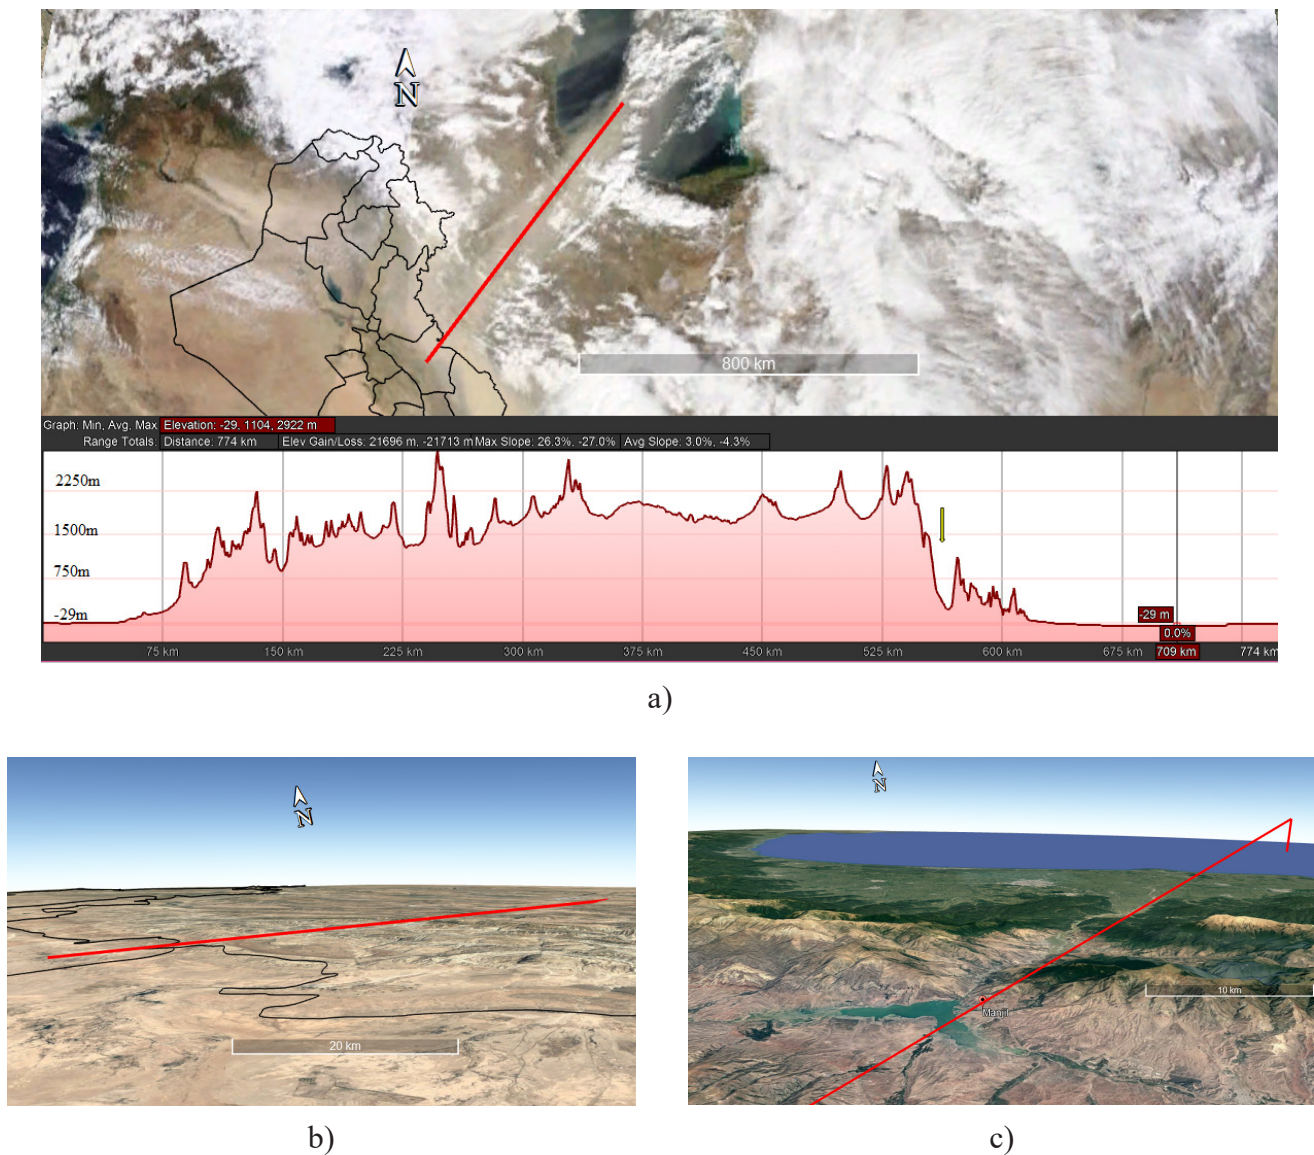 N
800 km
Graph: Min, Avg, Max Elevation: -29, 1104, 2922 m
Range Totals: Distance: 774 km Elev Gain/Loss: 21696 m, -21713 m Max Slope: 26.3%, -27.0% Avg Slope: 3.0%, -4.3%
2250m
1500m
750m
-29m
-29 m
0.0%
75 km 150 km 225 km 300 km 375 km 450 km 525 km 600 km 675 km 709 km 774 km
a)
N
20 km
b)
N
10 km
Manjil
c)